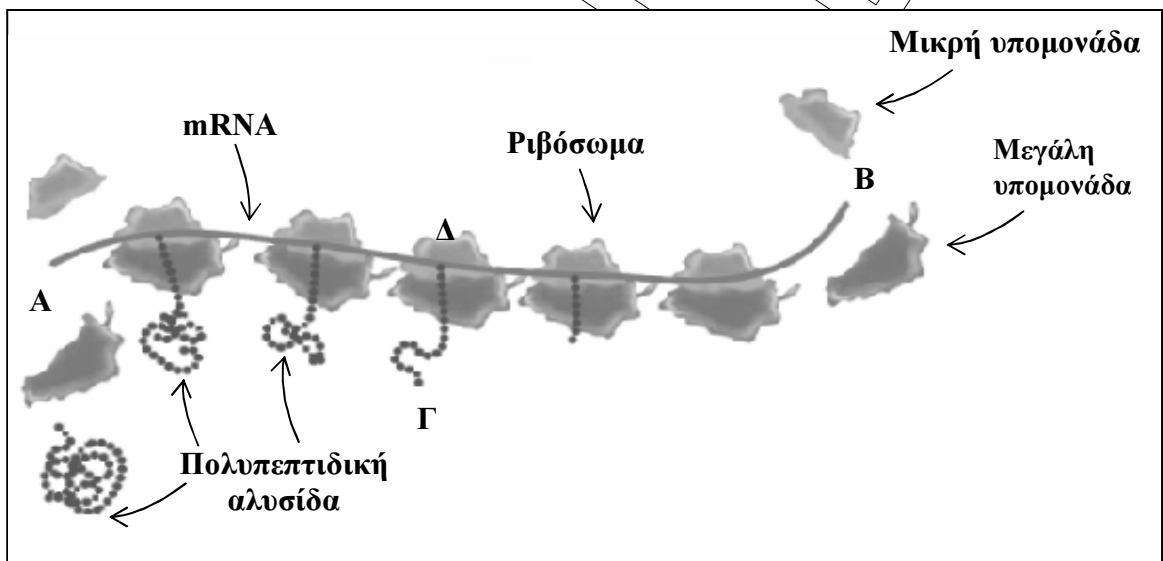 Μικρή υπομονάδα
mRNA
Ριβόσωμα
Μεγάλη
υπομονάδα
Β
Δ
Α
Γ
Πολυπεπτιδική
αλυσίδα